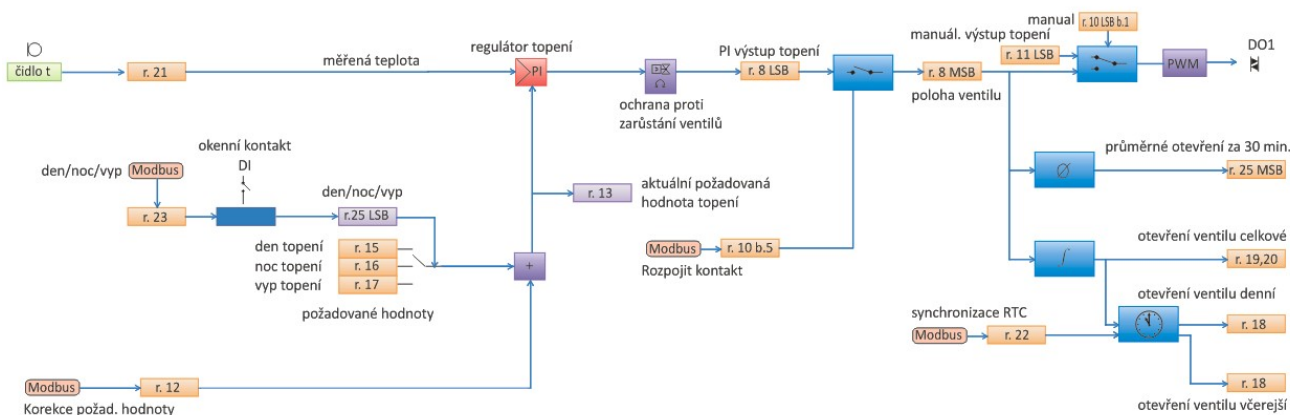 čidlo t
r. 21
měřená teplota
regulátor topení
PI
ochrana proti
zarůstání ventilů
PI výstup topení
r. 8 LSB
r. 8 MSB
poloha ventilu
manual
r. 10 LSB b.1
manuál. výstup topení
r. 11 LSB
PWM
DO1
průměrné otevření za 30 min.
Ø
r. 25 MSB
okenní kontakt
DI
den/noc/vyp
Modbus
r. 23
den/noc/vyp
r.25 LSB
r. 13
aktuální požadovaná
hodnota topení
den topení
r. 15
noc topení
r. 16
vyp topení
r. 17
požadované hodnoty
+
Modbus
r. 10 b.5
Rozpojit kontakt
∫
otevření ventilu celkové
r. 19,20
otevření ventilu denní
r. 18
synchronizace RTC
Modbus
r. 22
r. 18
otevření ventilu včerejší
Modbus
r. 12
Korekce požad. hodnoty